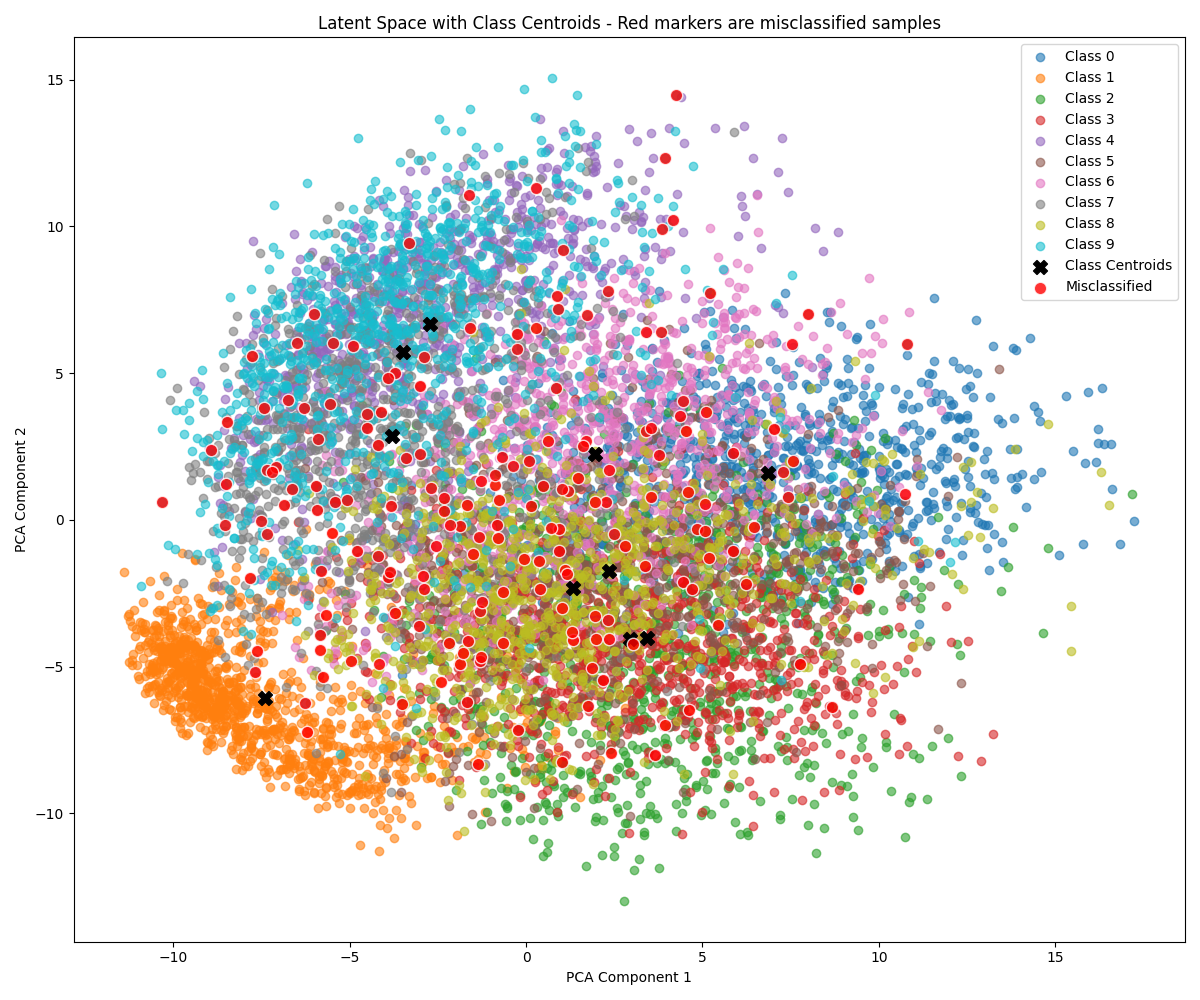 Latent Space with Class Centroids - Red markers are misclassified samples
Class 0
Class 1
Class 2
Class 3
Class 4
Class 5
Class 6
Class 7
Class 8
Class 9
Class Centroids
Misclassified
15
10
5
0
−5
−10
PCA Component 2
−10
−5
0
5
10
15
PCA Component 1